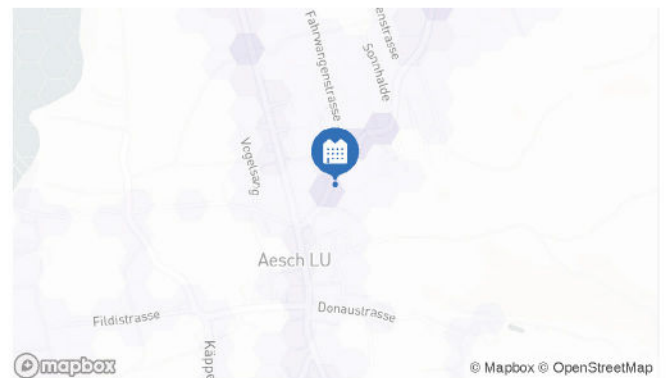 Fahrwangenstrasse
enstrasse
Sonnhalde
Vogelsang
Aesch LU
Fildistrasse
Donaustrasse
Käppe
mapbox
© Mapbox © OpenStreetMap